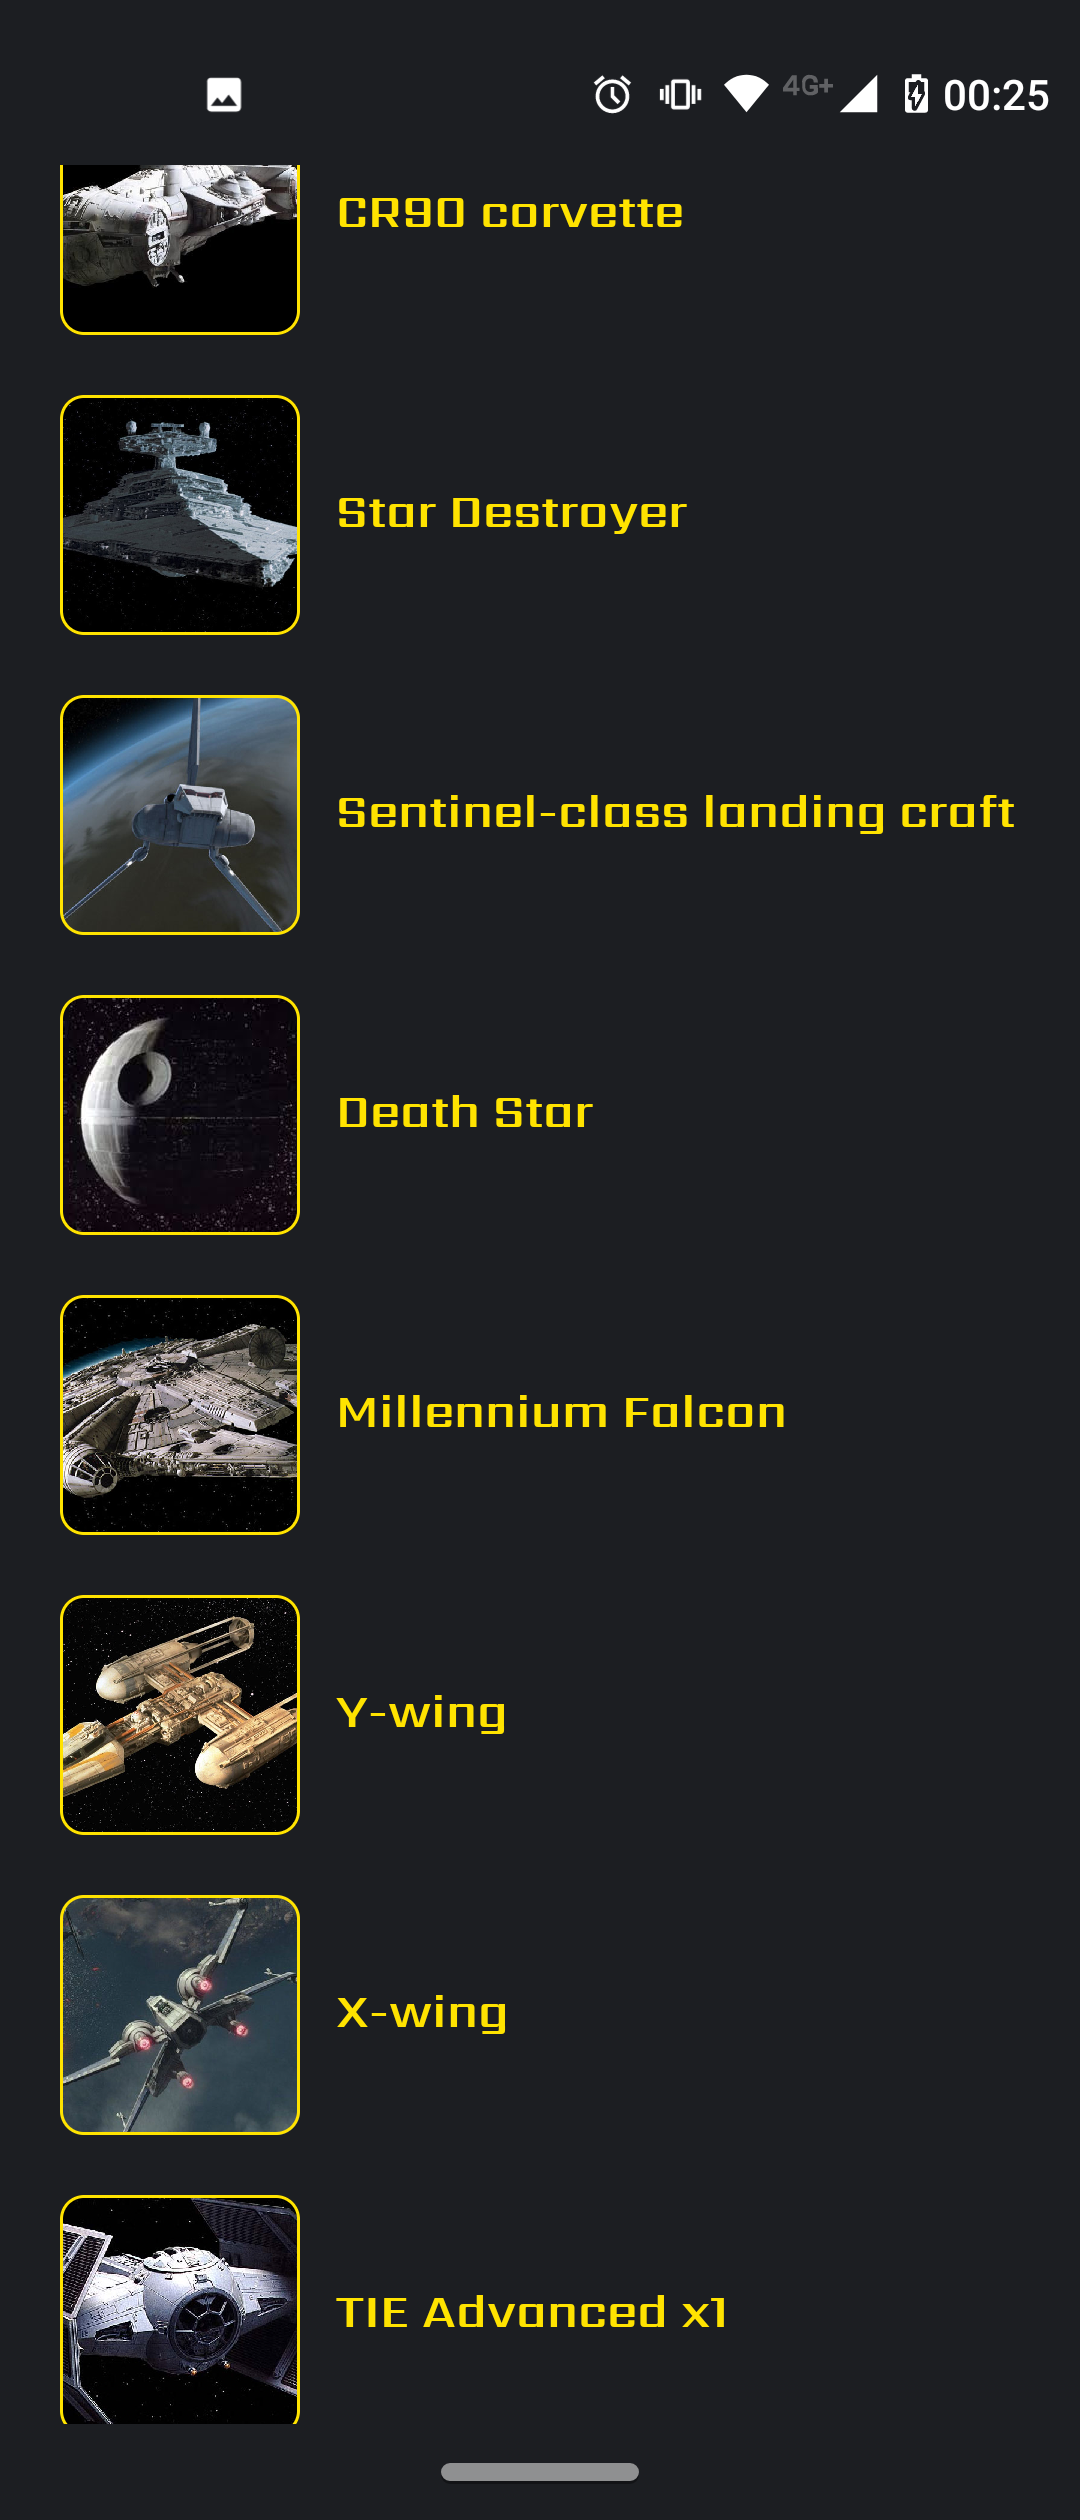 4G+ 00:25
CR90 corvette
Star Destroyer
Sentinel-class landing craft
Death Star
Millennium Falcon
Y-wing
X-wing
TIE Advanced x1